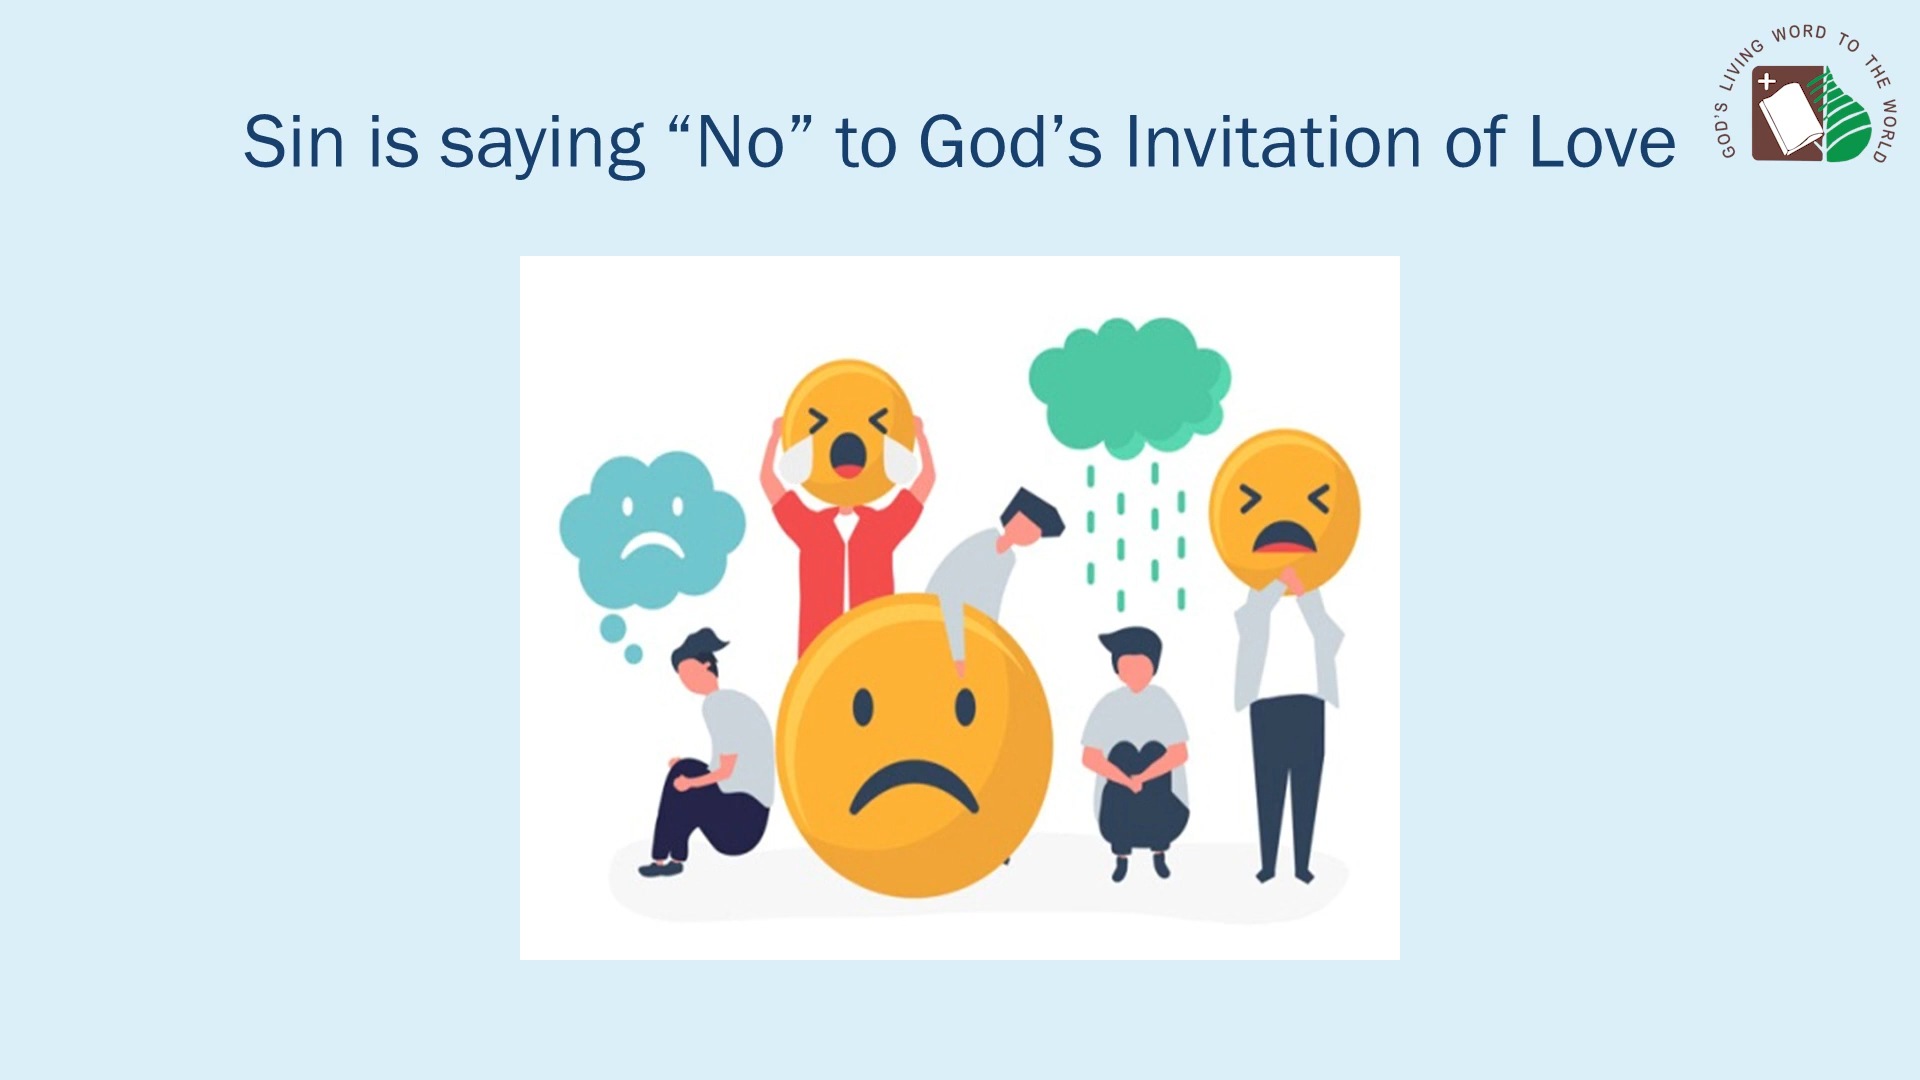 Sin is saying “No” to God’s Invitation of Love
GOD'S LIVING WORD TO THE WORLD